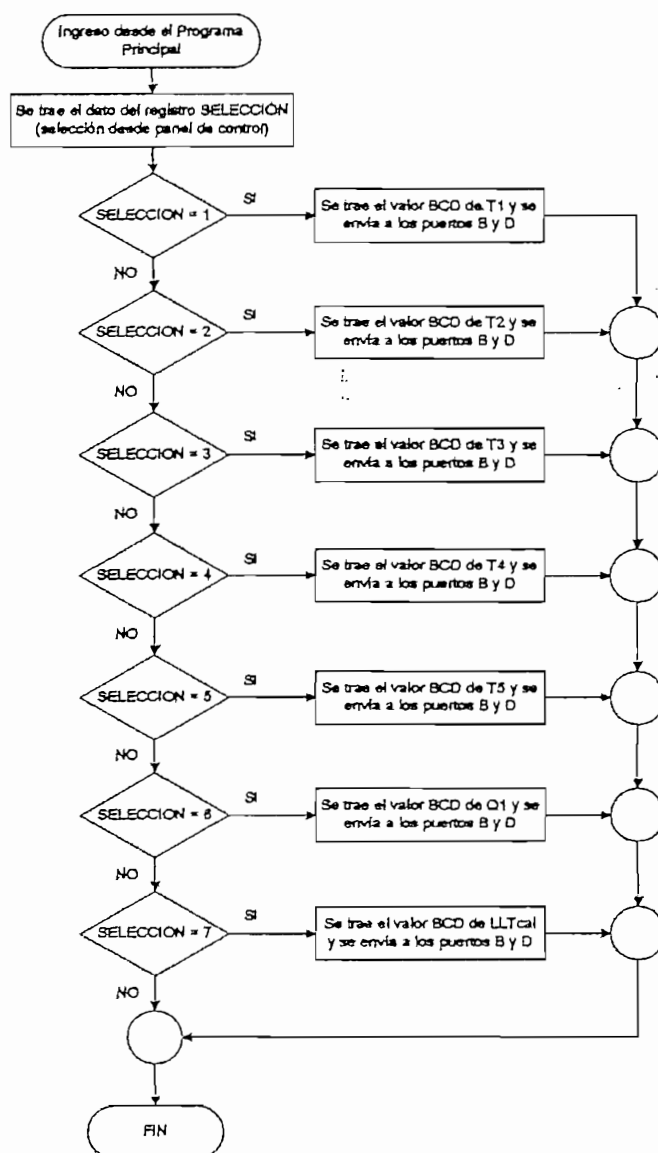 Ingreso desde el Programa
Principal
Se trae el dato del registro SELECCIÓN
(selección desde panel de control)
SELECCION = 1
SI
Se trae el valor BCD de T1 y se
envía a los puertos B y D
NO
SELECCION = 2
SI
Se trae el valor BCD de T2 y se
envía a los puertos B y D
NO
SELECCION = 3
SI
Se trae el valor BCD de T3 y se
envía a los puertos B y D
NO
SELECCION = 4
SI
Se trae el valor BCD de T4 y se
envía a los puertos B y D
NO
SELECCION = 5
SI
Se trae el valor BCD de T5 y se
envía a los puertos B y D
NO
SELECCION = 6
SI
Se trae el valor BCD de Q1 y se
envía a los puertos B y D
NO
SELECCION = 7
SI
Se trae el valor BCD de LLTcal
y se envía a los puertos B y D
NO
FIN